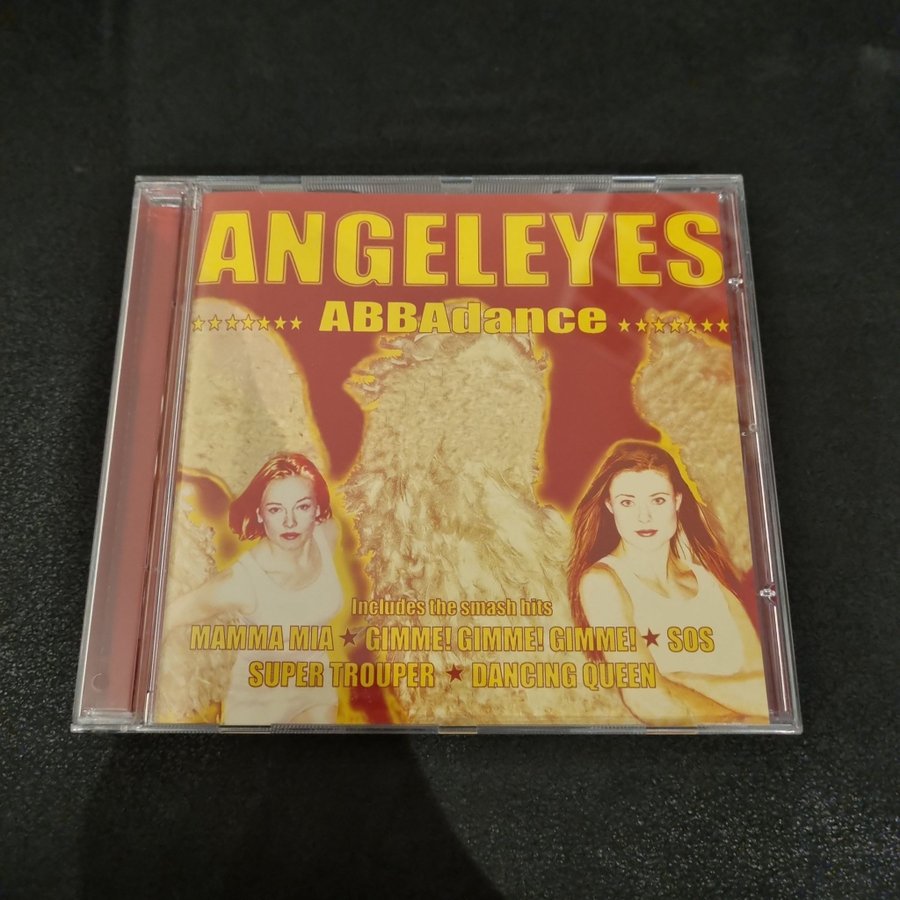 ANGELEYES
ABBAdance
Includes the smash hits
MAMMA MIA ★ GIMME! GIMME! GIMME! ★ SOS
SUPER TROUPER ★ DANCING QUEEN